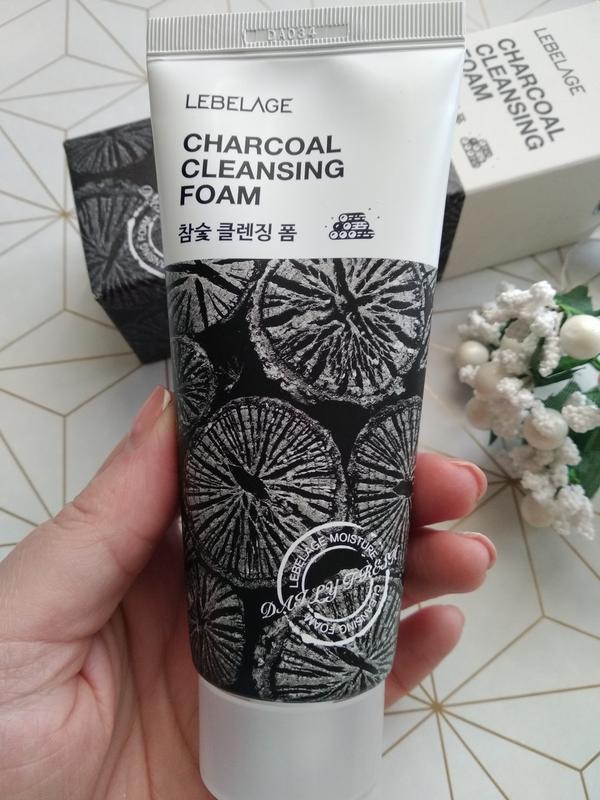 DA034
LEBELAGE
CHARCOAL
CLEANSING
FOAM
참숯 클렌징 폼
LEBELAGE MOISTURE
DAILY FRESH
CLEANSING FOAM
LEBELAGE
CHARCOAL
CLEANSING
FOAM